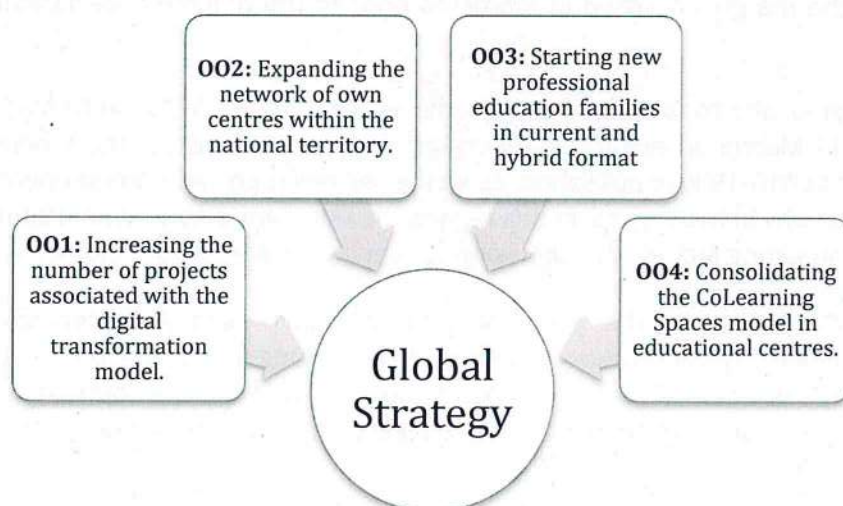 OO1: Increasing the
number of projects
associated with the
digital
transformation
model.
OO2: Expanding the
network of own
centres within the
national territory.
OO3: Starting new
professional
education families
in current and
hybrid format
OO4: Consolidating
the CoLearning
Spaces model in
educational centres.
Global
Strategy